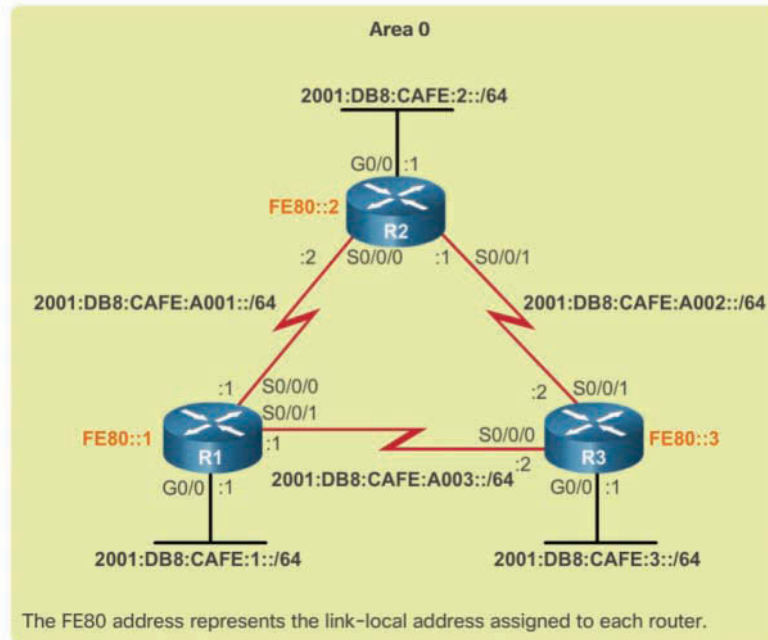 Area 0
2001:DB8:CAFE:2::/64
G0/0 :1
FE80::2
R2
:2 S0/0/0 :1 S0/0/1
2001:DB8:CAFE:A001::/64
2001:DB8:CAFE:A002::/64
:1 S0/0/0
:2 S0/0/1
S0/0/1
FE80::1
R1
:1
S0/0/0
:2
R3
FE80::3
2001:DB8:CAFE:A003::/64
G0/0 :1
G0/0 :1
2001:DB8:CAFE:1::/64
2001:DB8:CAFE:3::/64
The FE80 address represents the link-local address assigned to each router.